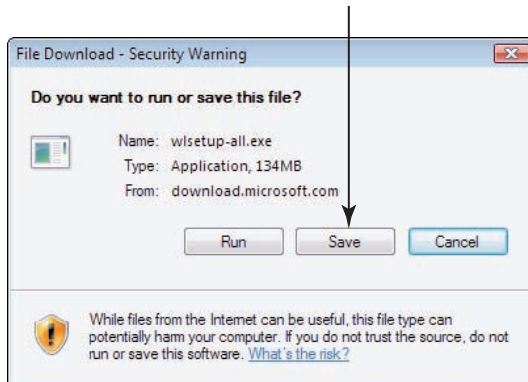 File Download - Security Warning
Do you want to run or save this file?
Name: wlsetup-all.exe
Type: Application, 134MB
From: download.microsoft.com
Run Save Cancel
While files from the Internet can be useful, this file type can
potentially harm your computer. If you do not trust the source, do not
run or save this software. What's the risk?